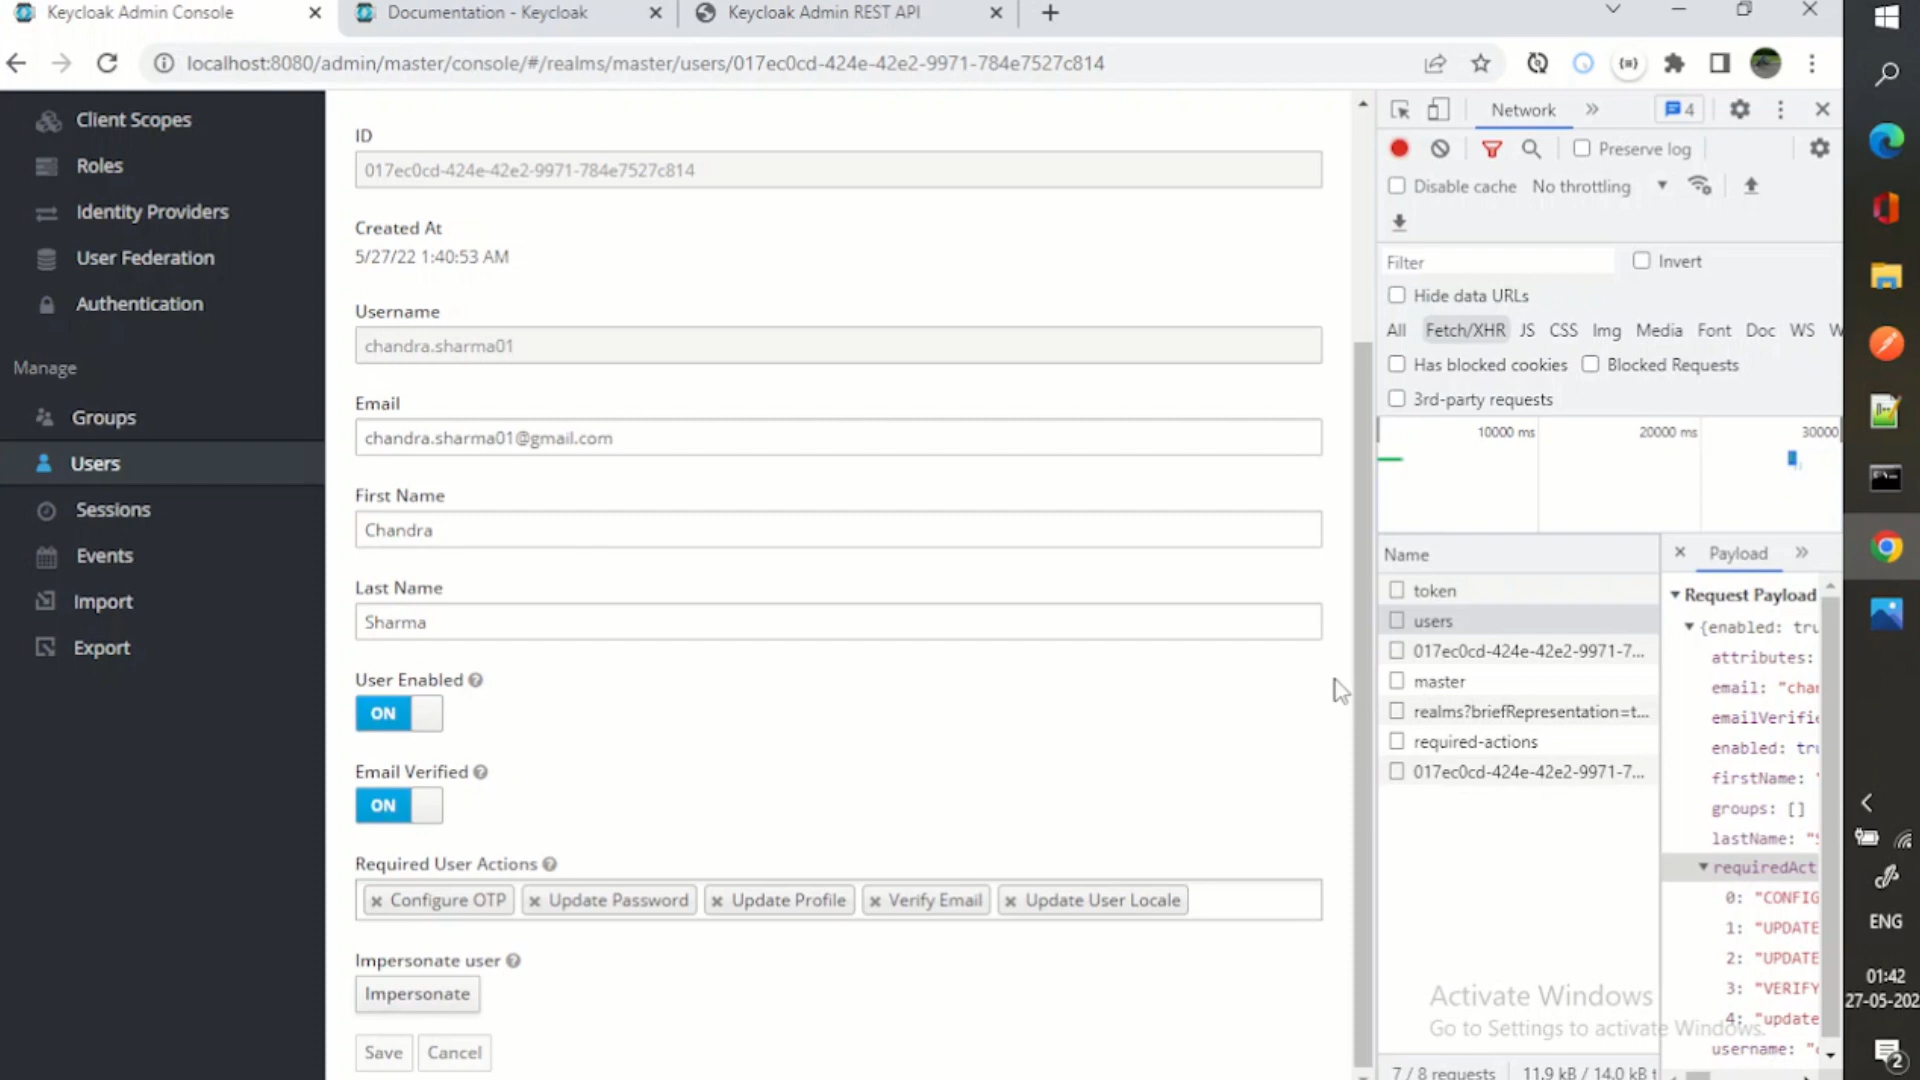 Keycloak Admin Console
Documentation - Keycloak
Keycloak Admin REST API
localhost:8080/admin/master/console/#/realms/master/users/017ec0cd-424e-42e2-9971-784e7527c814
Client Scopes
Roles
Identity Providers
User Federation
Authentication
Manage
Groups
Users
Sessions
Events
Import
Export
ID
017ec0cd-424e-42e2-9971-784e7527c814
Created At
5/27/22 1:40:53 AM
Username
chandra.sharma01
Email
chandra.sharma01@gmail.com
First Name
Chandra
Last Name
Sharma
User Enabled
ON
Email Verified
ON
Required User Actions
× Configure OTP × Update Password × Update Profile × Verify Email × Update User Locale
Impersonate user
Impersonate
Save Cancel
Network » 4
Preserve log
Disable cache No throttling
Filter Invert
Hide data URLs
All Fetch/XHR JS CSS Img Media Font Doc WS W
Has blocked cookies Blocked Requests
3rd-party requests
10000 ms 20000 ms 30000
Name
token
users
017ec0cd-424e-42e2-9971-7...
master
realms?briefRepresentation=t...
required-actions
017ec0cd-424e-42e2-9971-7...
Payload »
Request Payload
{enabled: tru
attributes:
email: "chan
emailVerifi
enabled: tru
firstName: "
groups: []
lastName: "S
requiredAct
0: "CONFIG
1: "UPDATE
2: "UPDATE
3: "VERIFY
4: "update
username: "c
Activate Windows
Go to Settings to activate Windows.
7 / 8 requests 11.9 kB / 14.0 kB t
ENG
01:42
27-05-202
2